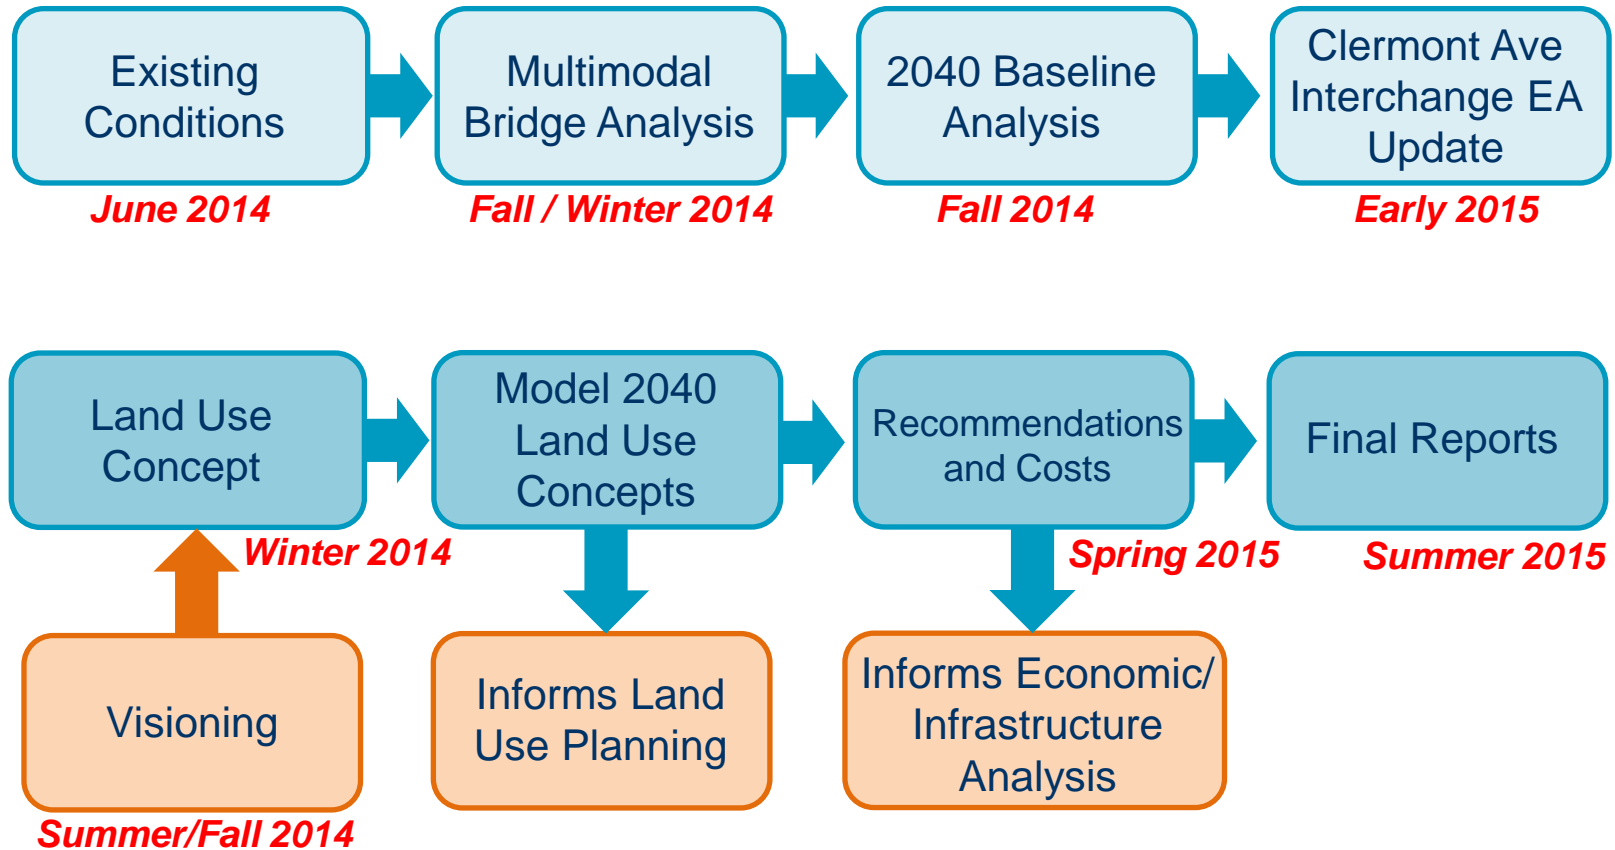 Existing
Conditions
Multimodal
Bridge Analysis
2040 Baseline
Analysis
Clermont Ave
Interchange EA
Update
June 2014
Fall / Winter 2014
Fall 2014
Early 2015
Land Use
Concept
Model 2040
Land Use
Concepts
Recommendations
and Costs
Final Reports
Winter 2014
Spring 2015
Summer 2015
Visioning
Informs Land
Use Planning
Informs Economic/
Infrastructure
Analysis
Summer/Fall 2014